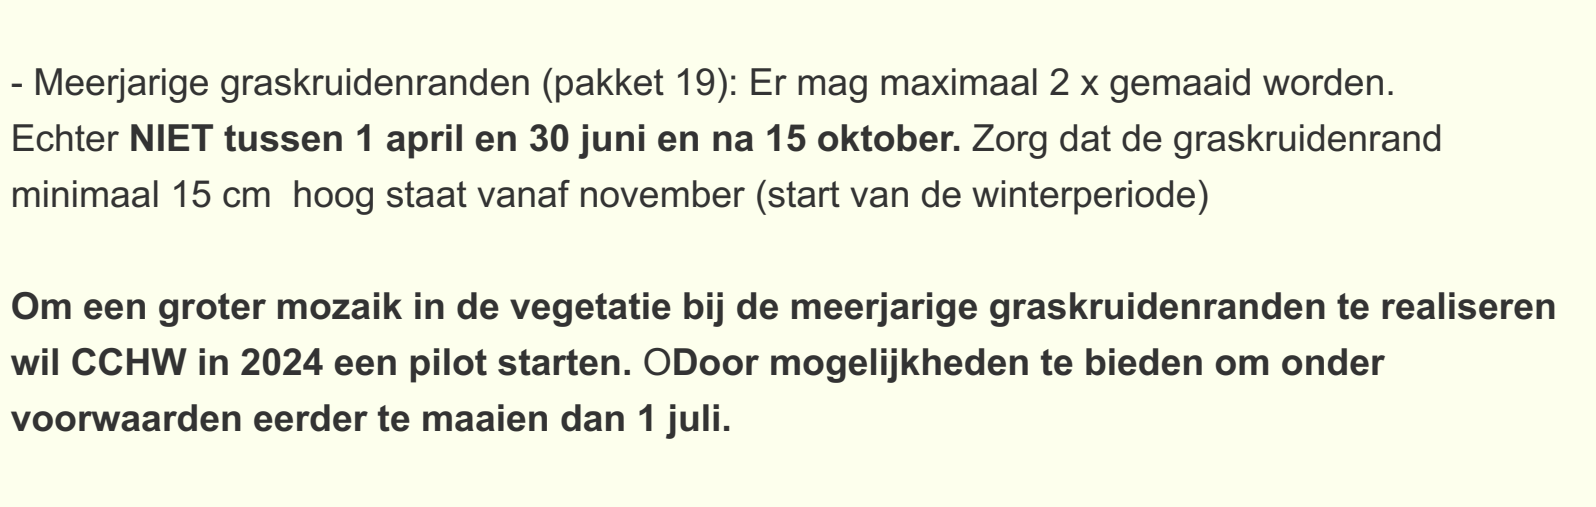 - Meerjarige graskruidenranden (pakket 19): Er mag maximaal 2 x gemaaid worden.
Echter NIET tussen 1 april en 30 juni en na 15 oktober. Zorg dat de graskruidenrand
minimaal 15 cm  hoog staat vanaf november (start van de winterperiode)
Om een groter mozaik in de vegetatie bij de meerjarige graskruidenranden te realiseren
wil CCHW in 2024 een pilot starten. ODoor mogelijkheden te bieden om onder
voorwaarden eerder te maaien dan 1 juli.